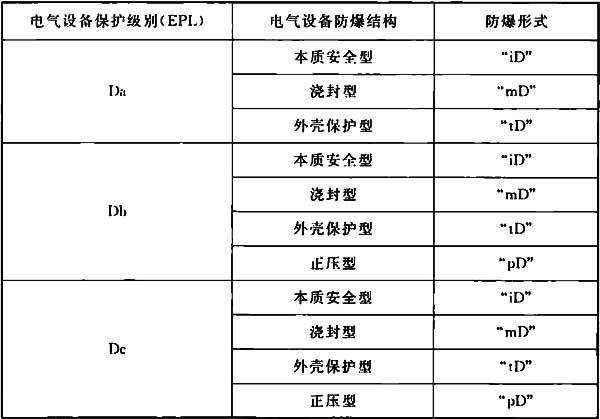 电气设备保护级别(EPL) 电气设备防爆结构 防爆形式
Da 本质安全型 “iD”
浇封型 “mD”
外壳保护型 “tD”
Db 本质安全型 “iD”
浇封型 “mD”
外壳保护型 “tD”
正压型 “pD”
Dc 本质安全型 “iD”
浇封型 “mD”
外壳保护型 “tD”
正压型 “pD”